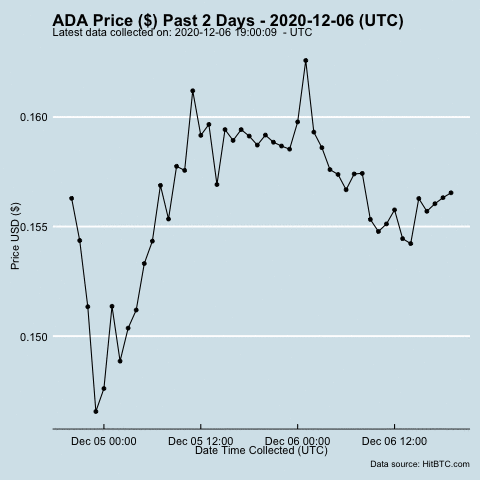 ADA Price ($) Past 2 Days - 2020-12-06 (UTC)
Latest data collected on: 2020-12-06 19:00:09  - UTC
0.160
0.155
0.150
Price USD ($)
Dec 05 00:00 Dec 05 12:00 Dec 06 00:00 Dec 06 12:00
Date Time Collected (UTC)
Data source: HitBTC.com